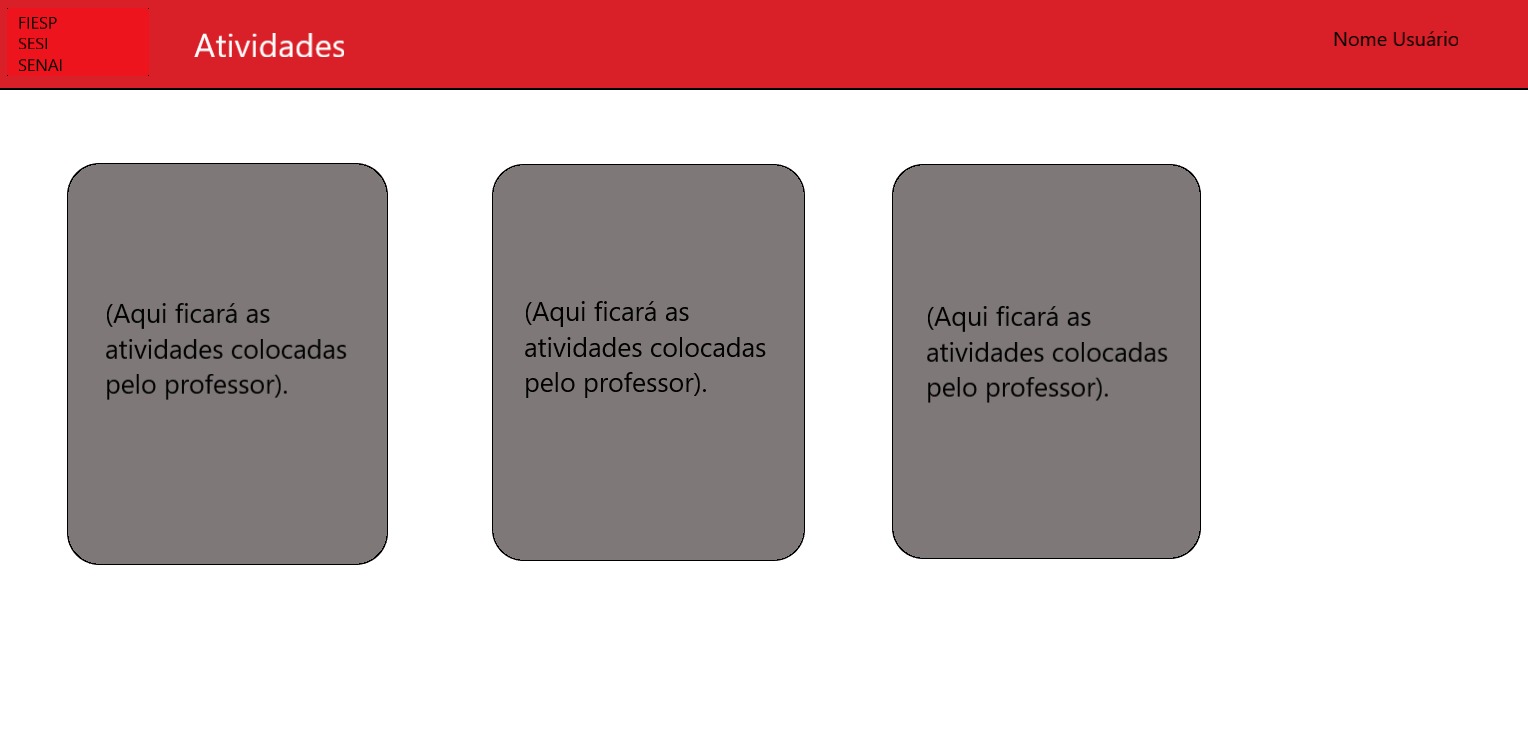 FIESP
SESI
SENAI
Atividades
Nome Usuário
(Aqui ficará as
atividades colocadas
pelo professor).
(Aqui ficará as
atividades colocadas
pelo professor).
(Aqui ficará as
atividades colocadas
pelo professor).